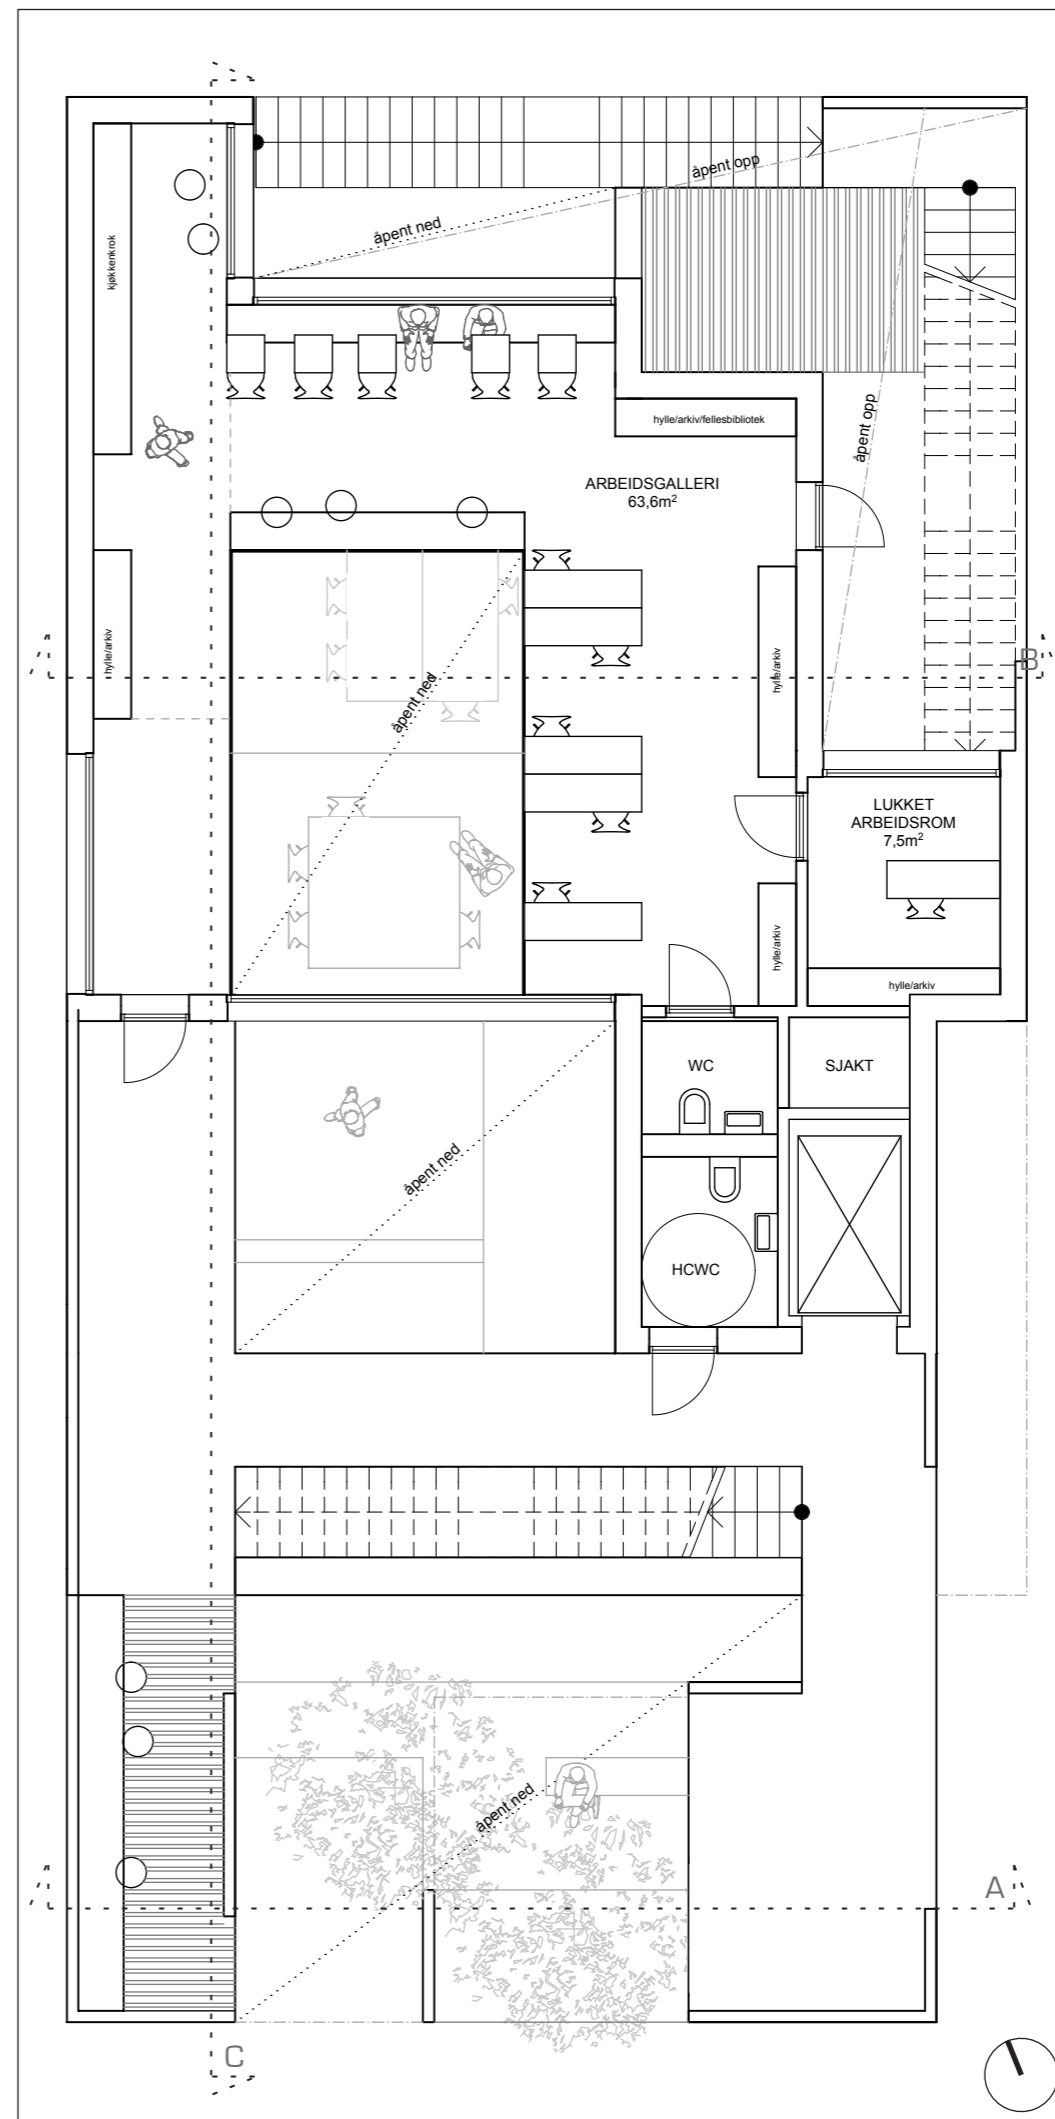 åpent opp
åpent ned
kjøkkenkrok
hylle/arkiv/fellesbibliotek
åpent opp
ARBEIDSGALLERI
63,6m²
hylle/arkiv
hylle/arkiv
B
åpent ned
LUKKET
ARBEIDSROM
7,5m²
hylle/arkiv
hylle/arkiv
WC
SJAKT
åpent ned
HCWC
åpent ned
A
C